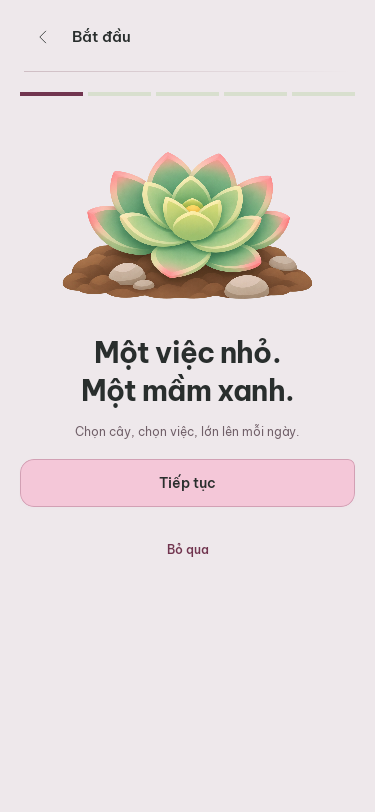 Bắt đầu
Một việc nhỏ.
Một mầm xanh.
Chọn cây, chọn việc, lớn lên mỗi ngày.
Tiếp tục
Bỏ qua